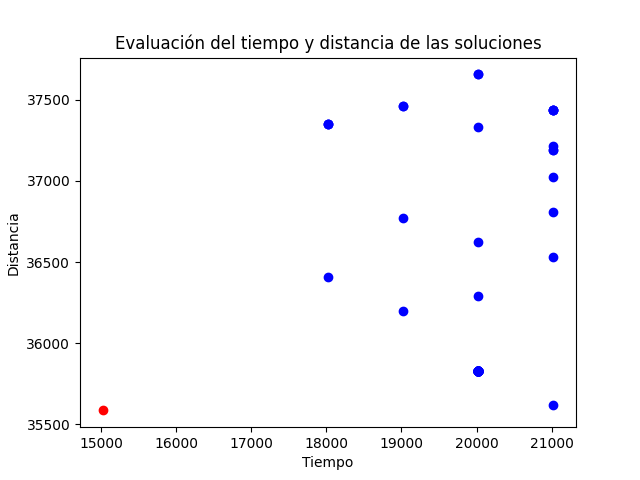 Evaluación del tiempo y distancia de las soluciones
37500
37000
36500
36000
35500
Distancia
15000 16000 17000 18000 19000 20000 21000
Tiempo